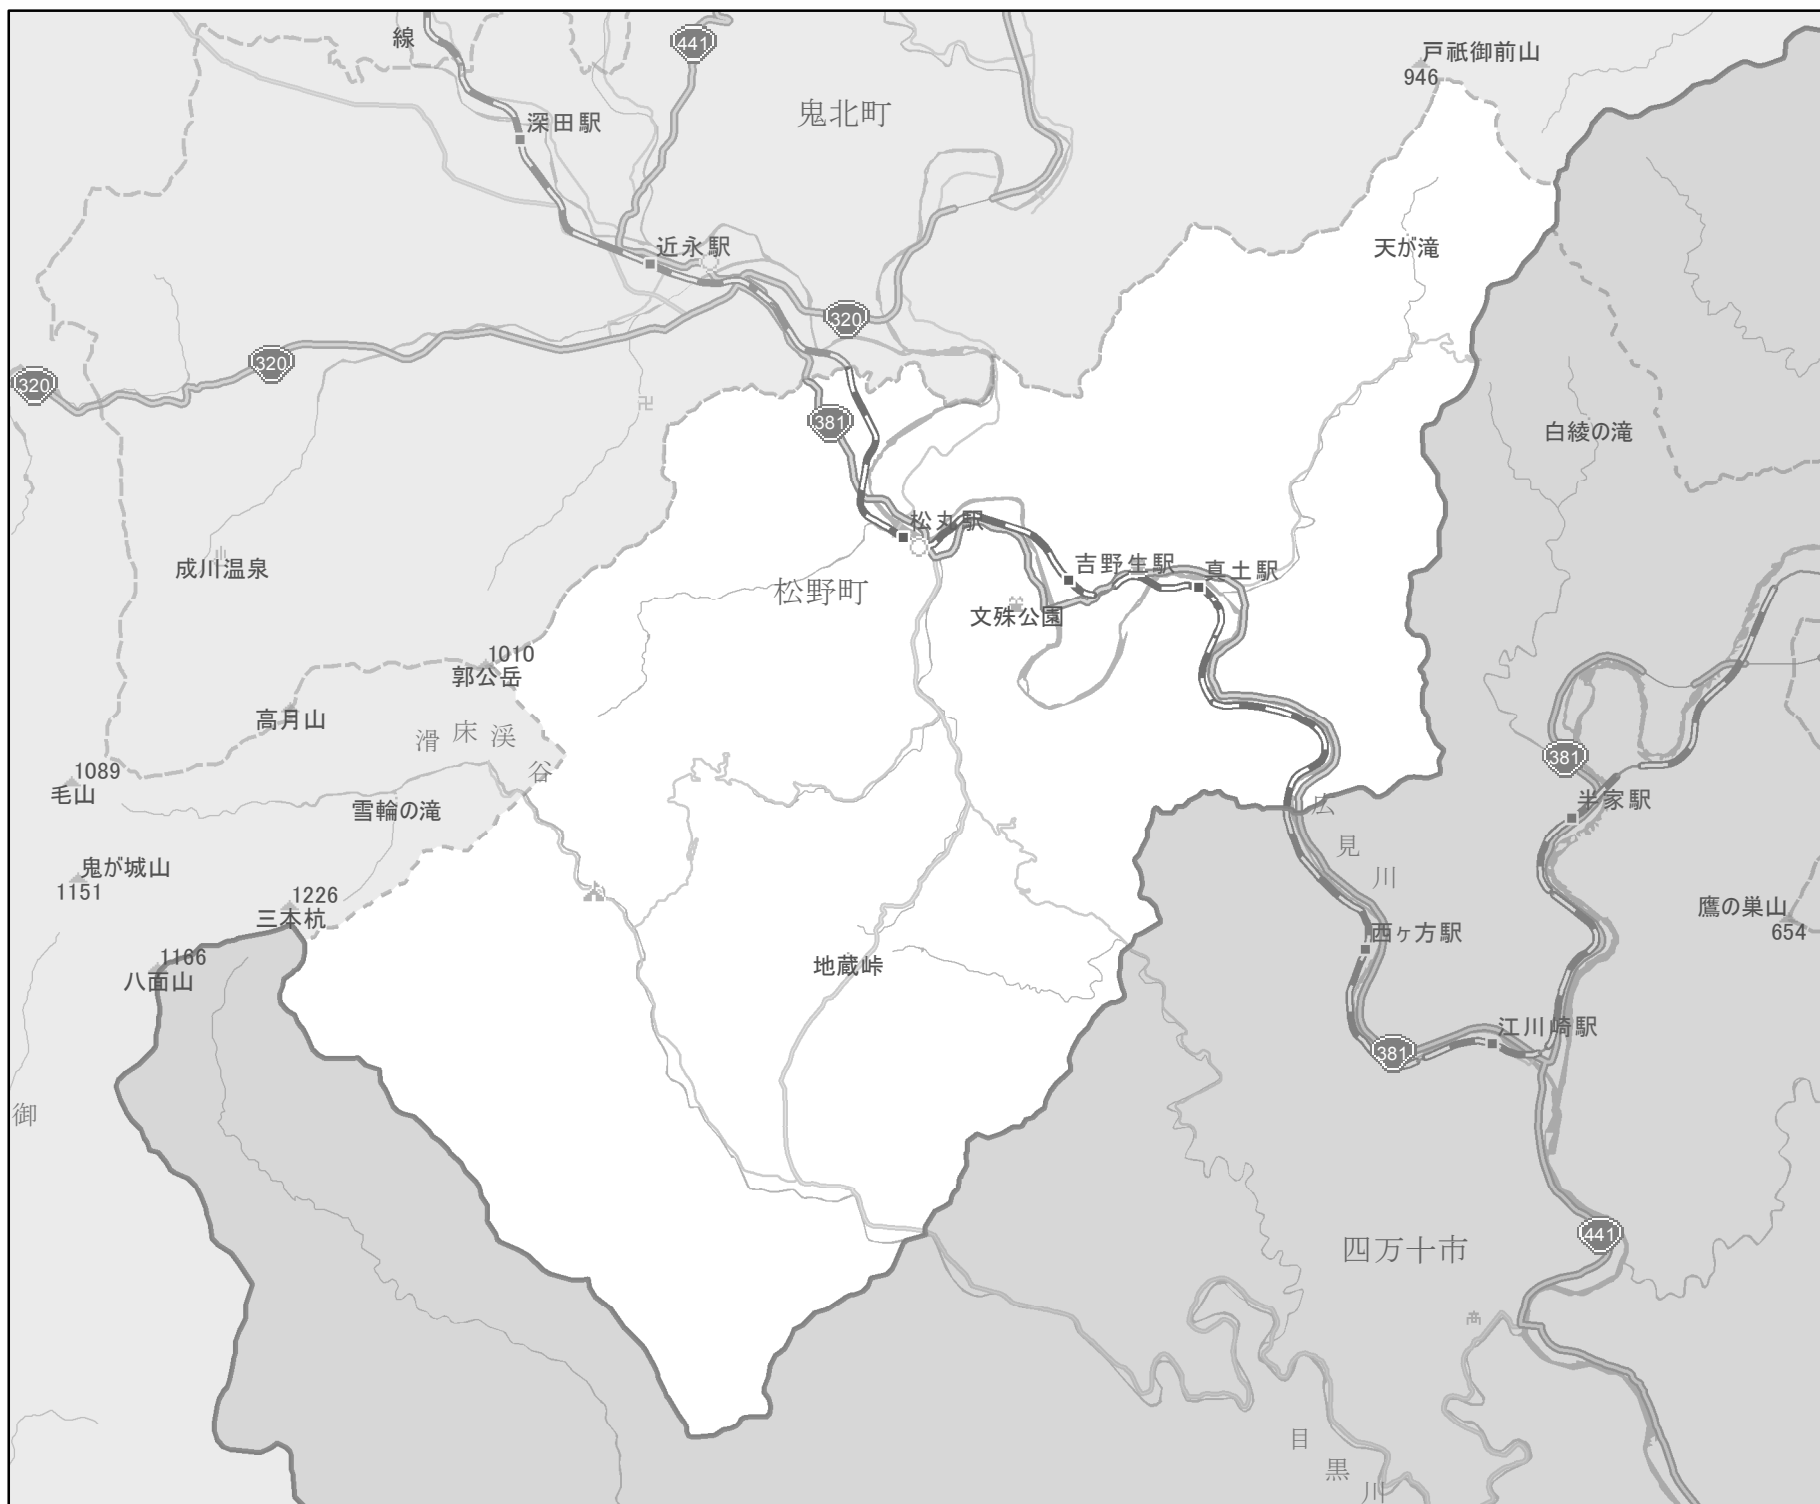 線
441
戸祇御前山
946
鬼北町
深田駅
近永駅
天が滝
320
320
320
381
白綾の滝
松丸駅
成川温泉
吉野生駅
真土駅
松野町
文殊公園
1010
郭公岳
高月山
滑床渓谷
1089
毛山
381
雪輪の滝
半家駅
広見川
鬼が城山
1151
1226
三本杭
鷹の巣山
654
西ヶ方駅
1166
八面山
地蔵峠
江川崎駅
381
御
四万十市
441
目黒川